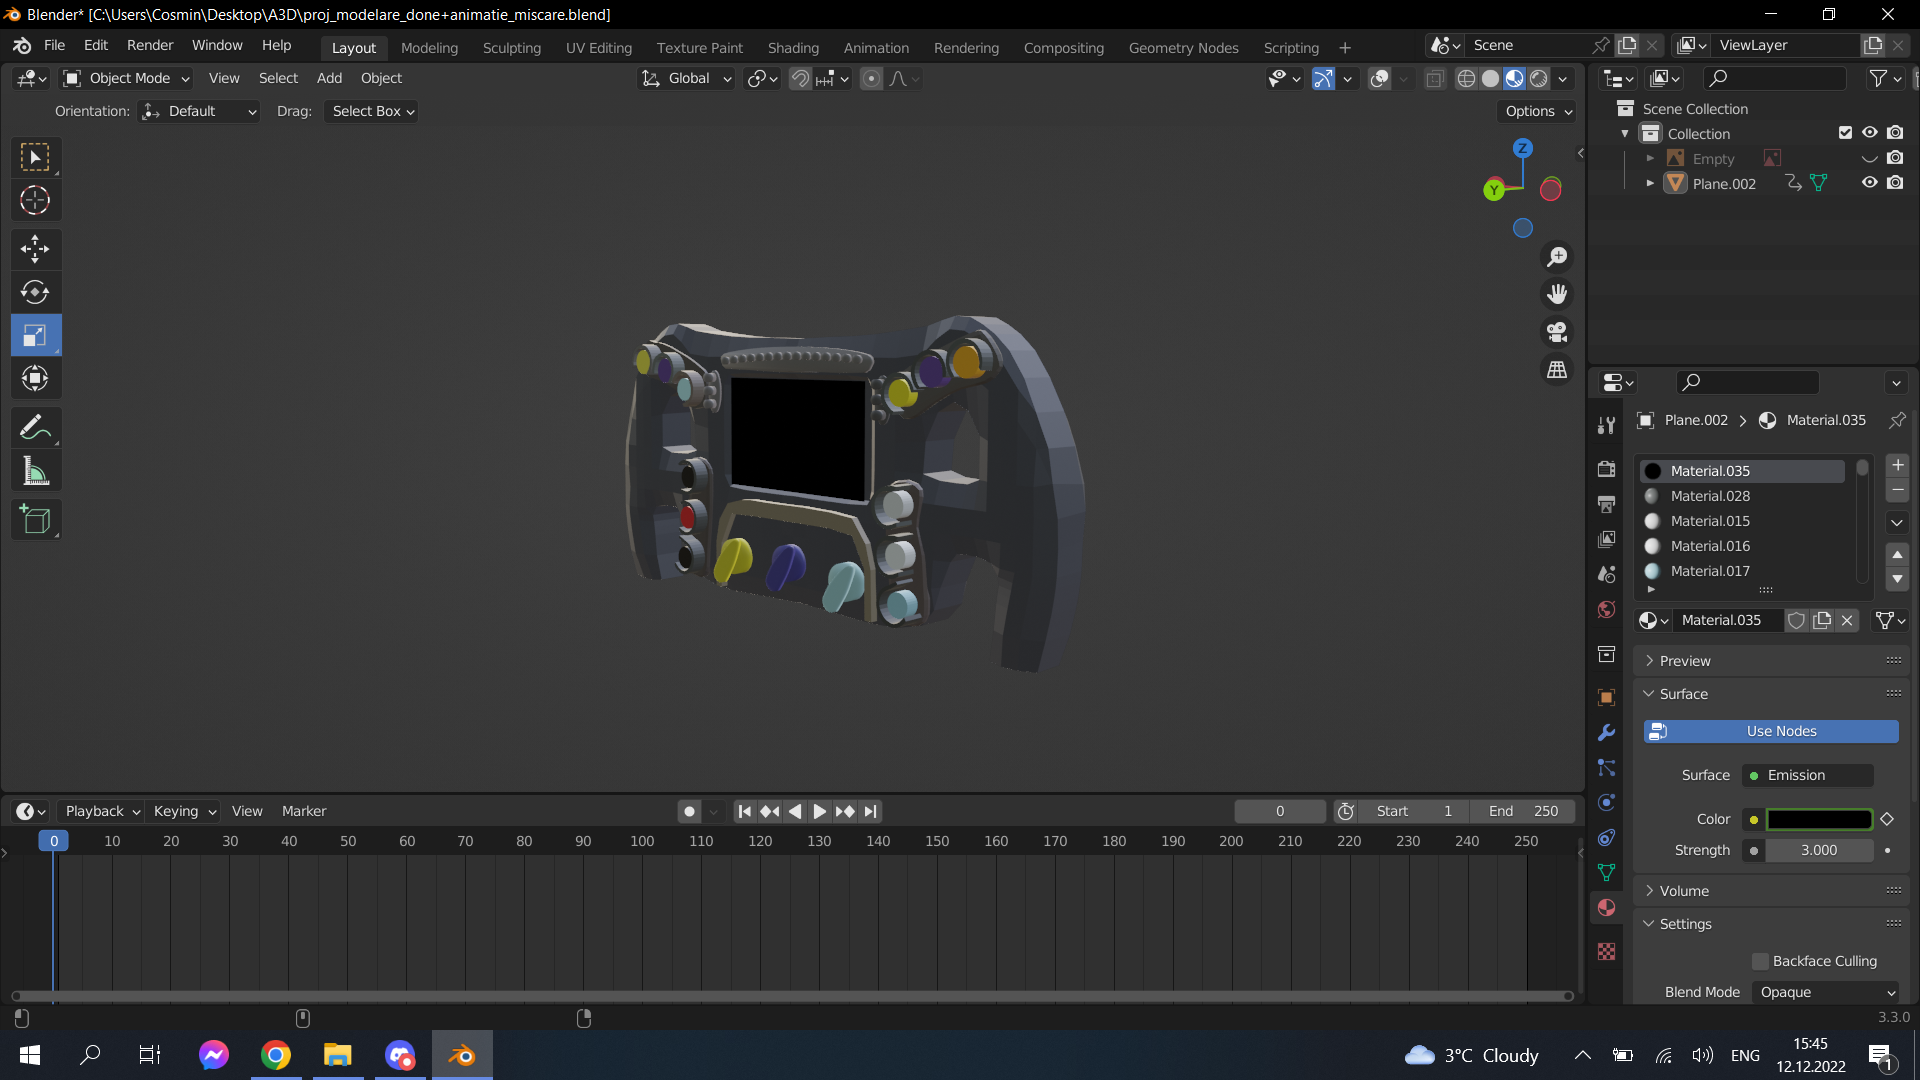 Blender* [C:\Users\Cosmin\Desktop\A3D\proj_modelare_done+animatie_miscare.blend]
File Edit Render Window Help Layout Modeling Sculpting UV Editing Texture Paint Shading Animation Rendering Compositing Geometry Nodes Scripting Scene ViewLayer
Object Mode View Select Add Object Global
Orientation: Default Drag: Select Box Options
Scene Collection
Collection
Empty
Plane.002
Z
Y
Plane.002 Material.035
Material.035
Material.028
Material.015
Material.016
Material.017
Material.035
Preview
Surface
Use Nodes
Surface Emission
Color
Strength 3.000
Volume
Settings
Backface Culling
Blend Mode Opaque
Playback Keying View Marker 0 Start 1 End 250
0 10 20 30 40 50 60 70 80 90 100 110 120 130 140 150 160 170 180 190 200 210 220 230 240 250
3.3.0
3°C Cloudy ENG 15:45
12.12.2022
1